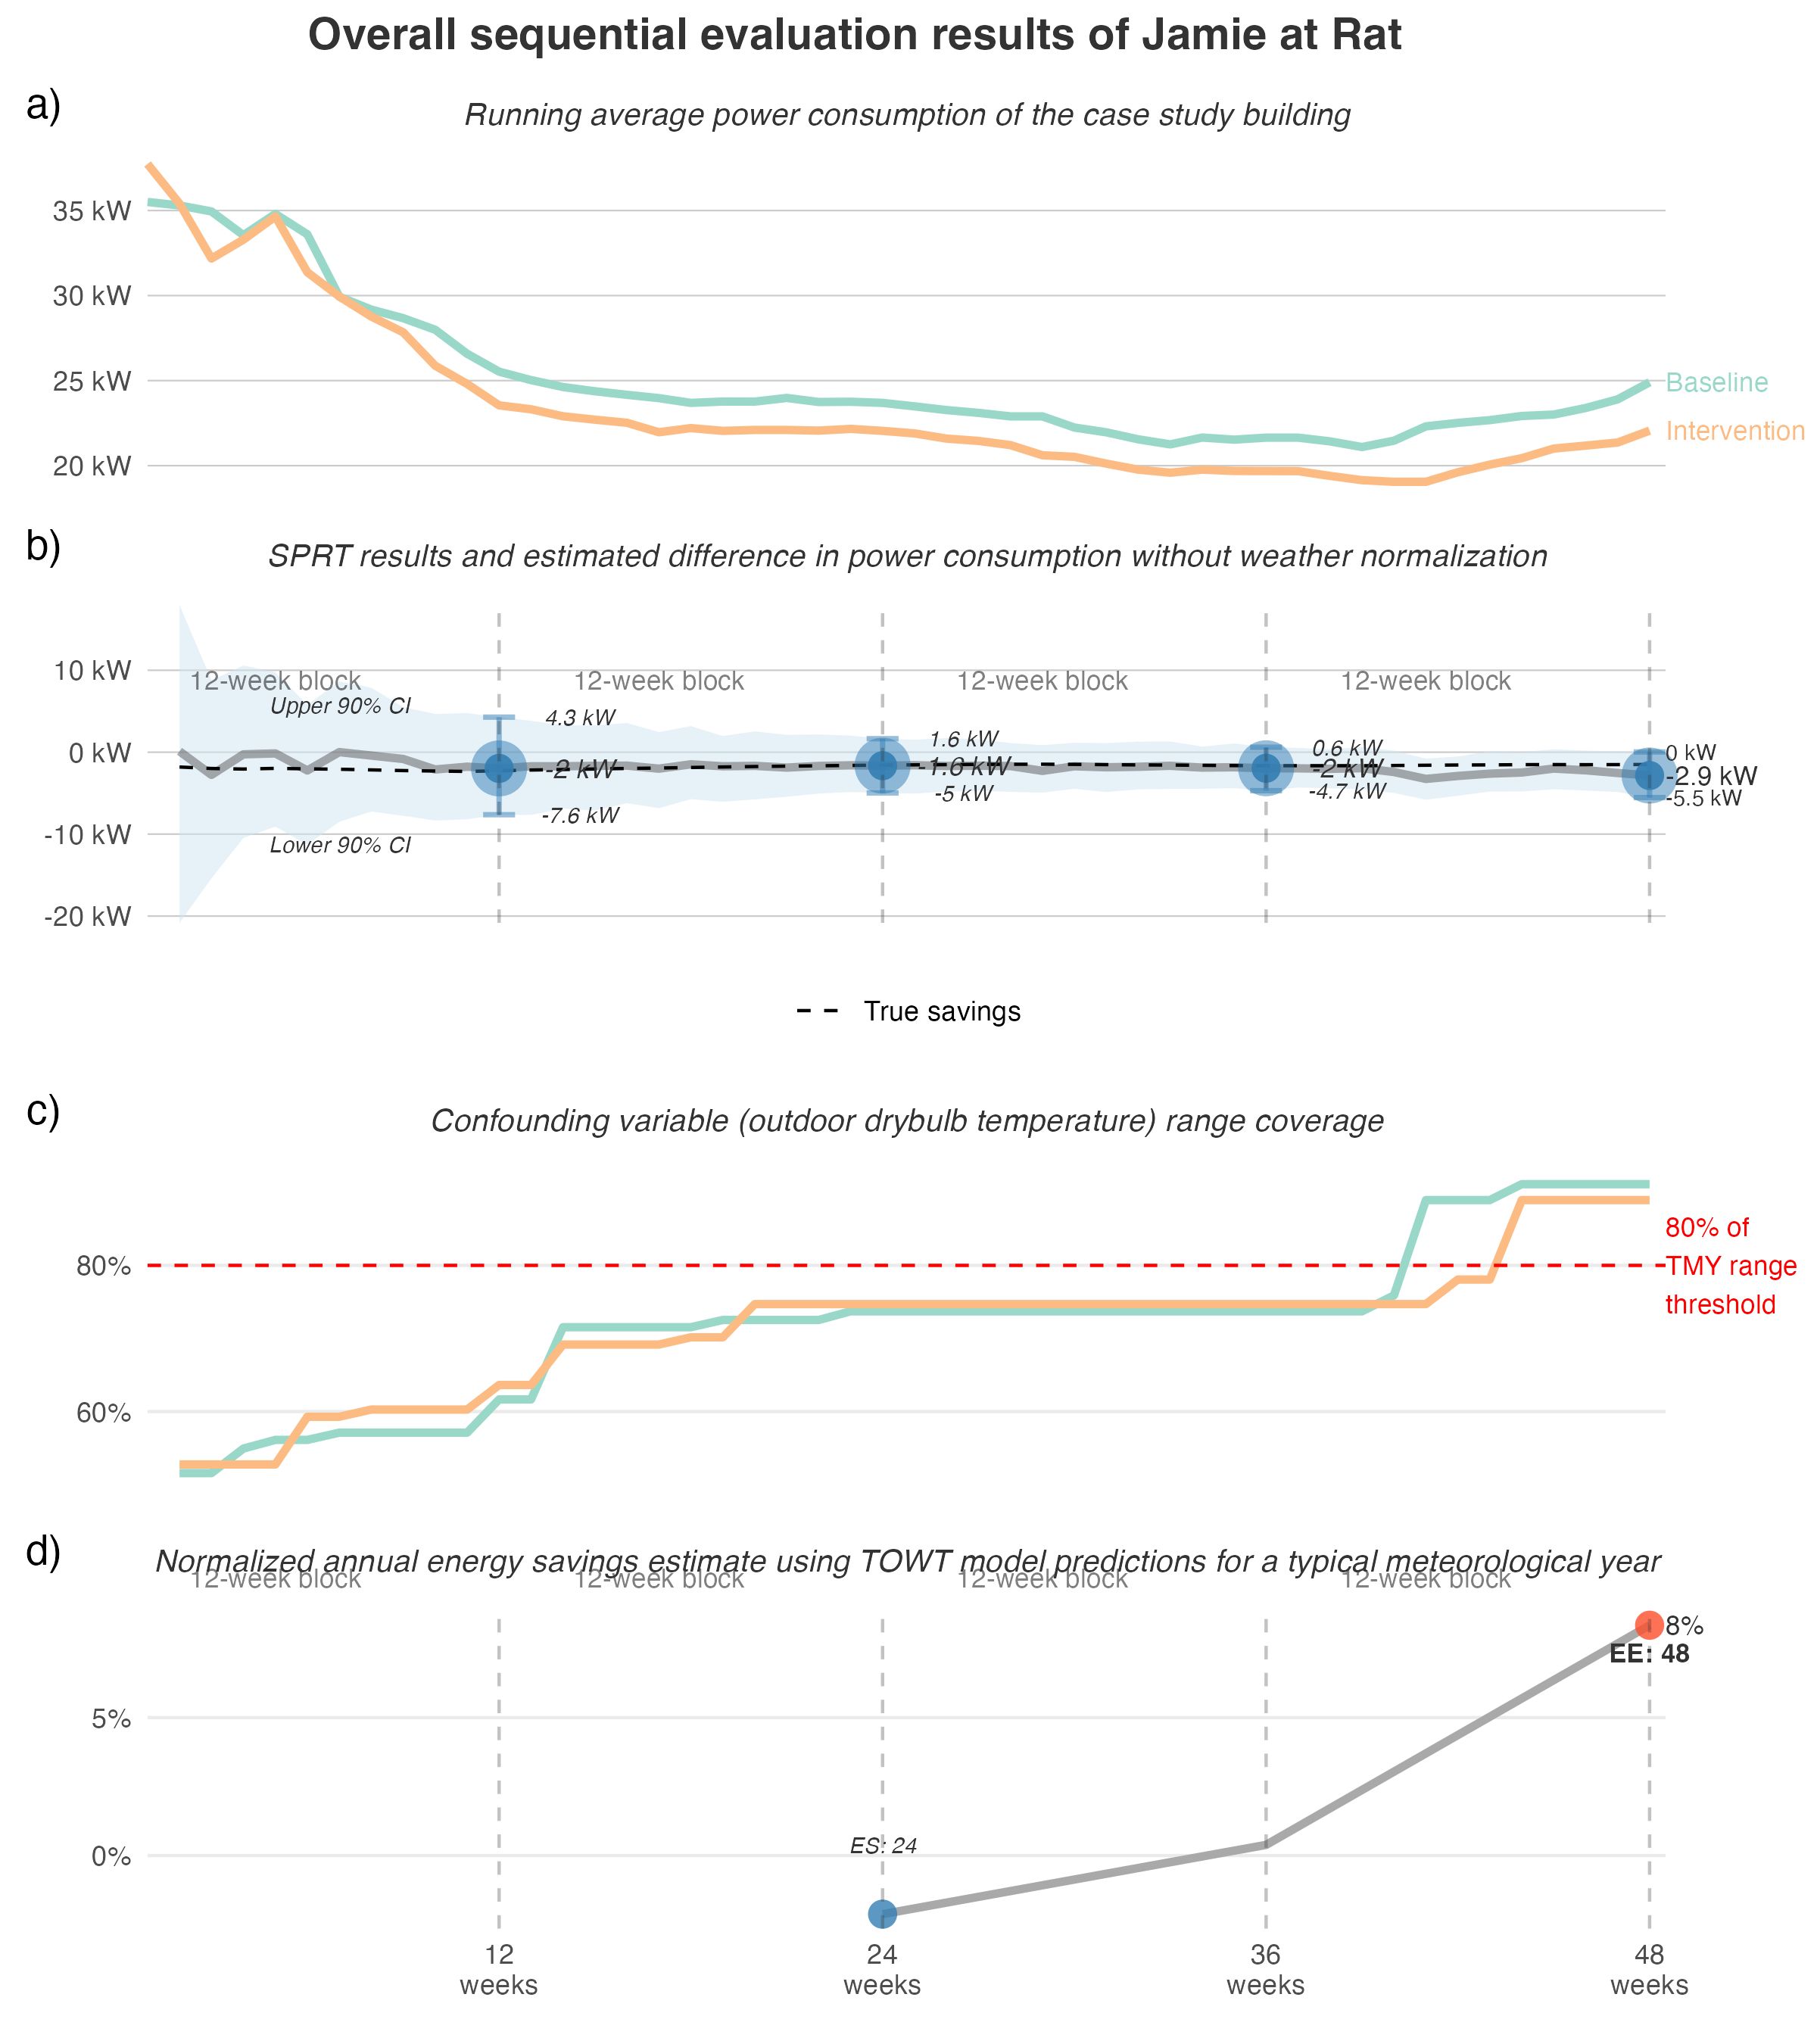 Overall sequential evaluation results of Jamie at Rat
a)
Running average power consumption of the case study building
35 kW
30 kW
25 kW
20 kW
Baseline
Intervention
b)
SPRT results and estimated difference in power consumption without weather normalization
10 kW
0 kW
-10 kW
-20 kW
12-week block
12-week block
12-week block
12-week block
Upper 90% CI
Lower 90% CI
4.3 kW
-2 kW
-7.6 kW
1.6 kW
-1.6 kW
-5 kW
0.6 kW
-2 kW
-4.7 kW
0 kW
-2.9 kW
-5.5 kW
True savings
c)
Confounding variable (outdoor drybulb temperature) range coverage
80%
60%
80% of
TMY range
threshold
d)
Normalized annual energy savings estimate using TOWT model predictions for a typical meteorological year
12-week block
12-week block
12-week block
12-week block
5%
0%
ES: 24
8%
EE: 48
12
weeks
24
weeks
36
weeks
48
weeks